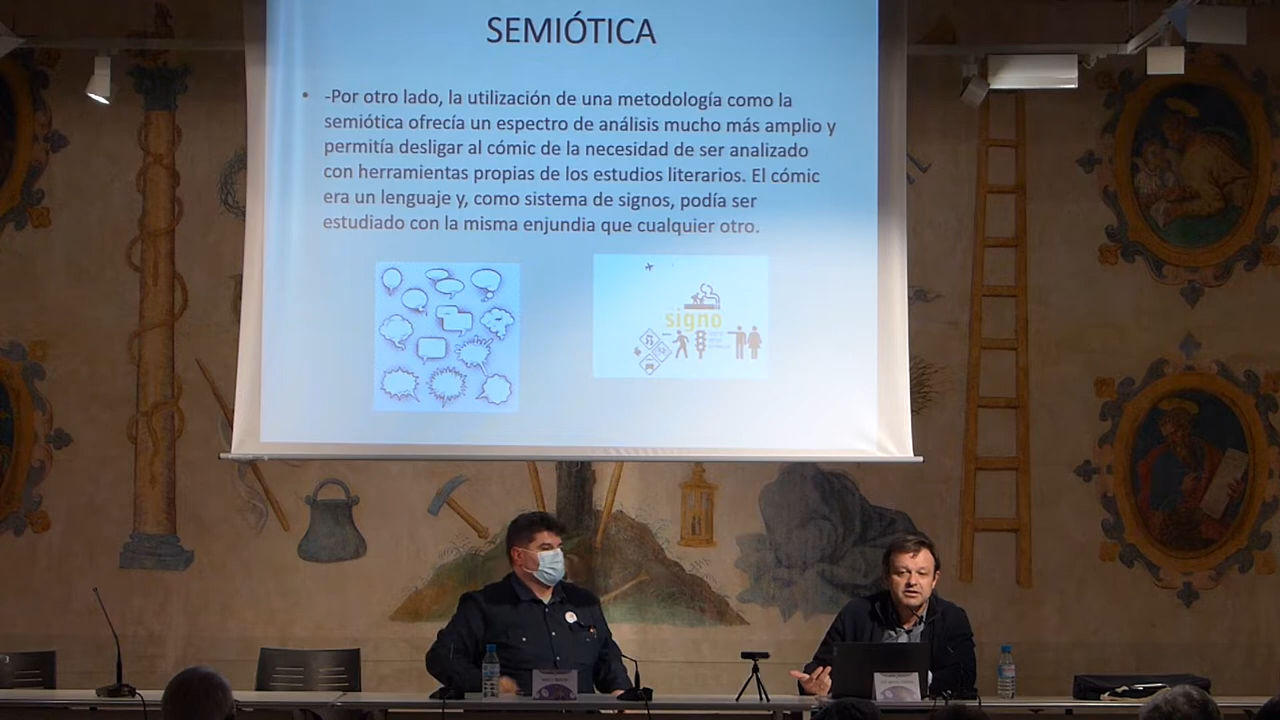 SEMIÓTICA
• -Por otro lado, la utilización de una metodología como la
semiótica ofrecía un espectro de análisis mucho más amplio y
permitía desligar al cómic de la necesidad de ser analizado
con herramientas propias de los estudios literarios. El cómic
era un lenguaje y, como sistema de signos, podía ser
estudiado con la misma enjundia que cualquier otro.
signo